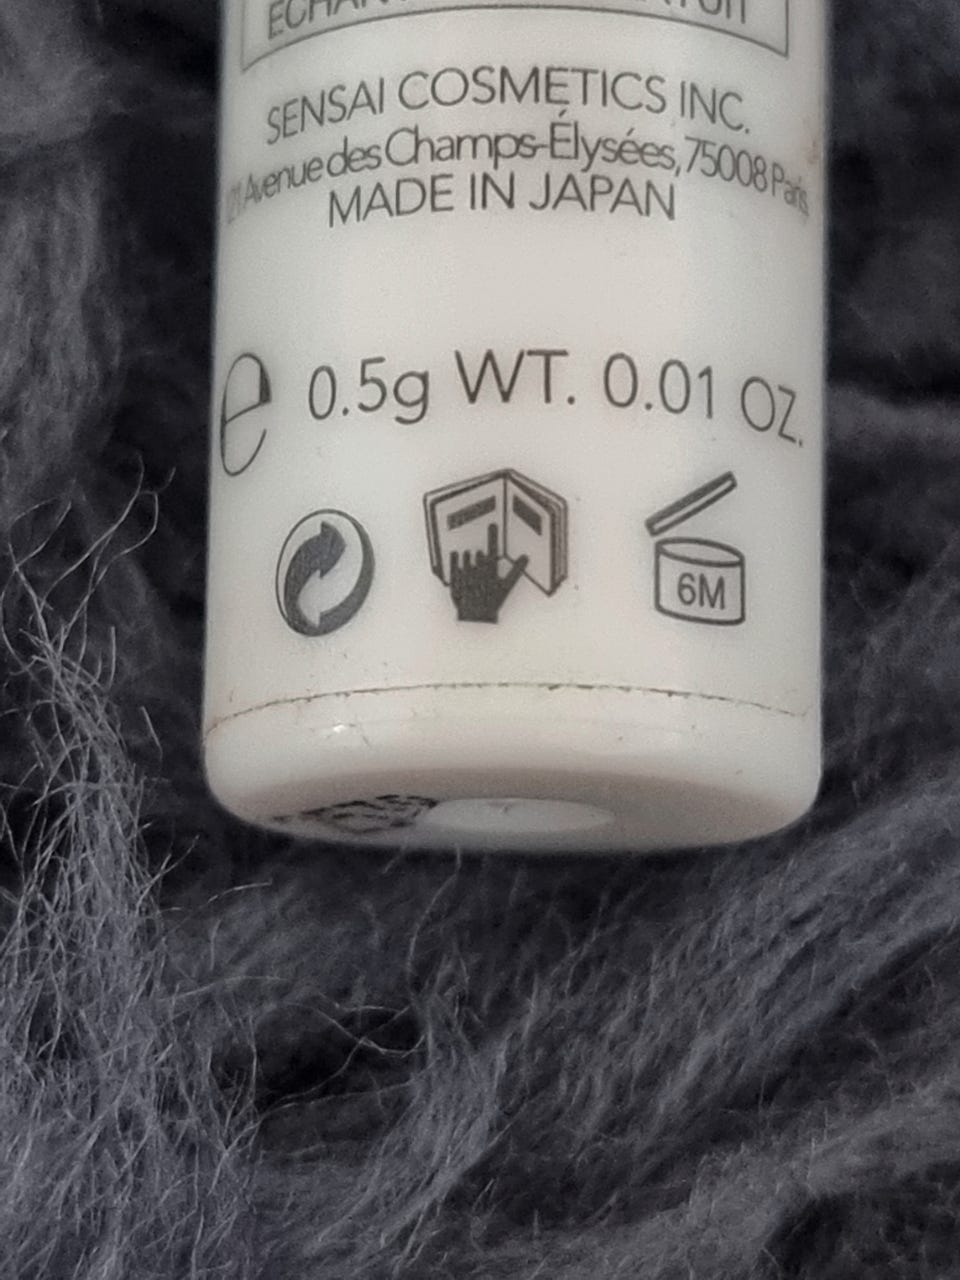 SENSAI COSMETICS INC.
Avenue des Champs-Élysées, 75008 Paris
MADE IN JAPAN
e 0.5g WT. 0.01 OZ.
6M